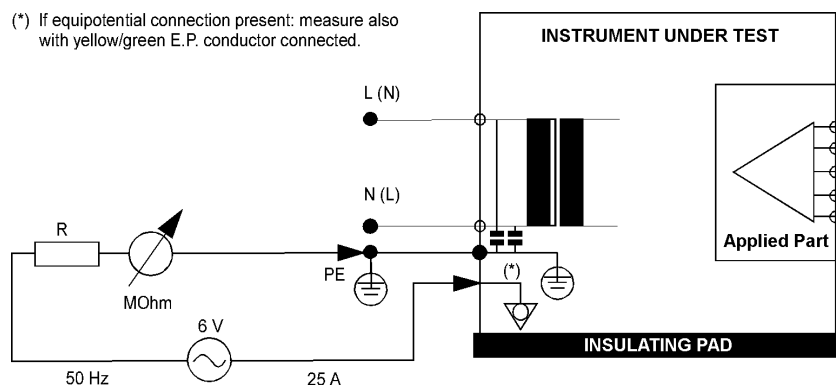 (*) If equipotential connection present: measure also
with yellow/green E.P. conductor connected.
INSTRUMENT UNDER TEST
L (N)
N (L)
R
Applied Part
PE
(*)
MOhm
6 V
INSULATING PAD
50 Hz
25 A